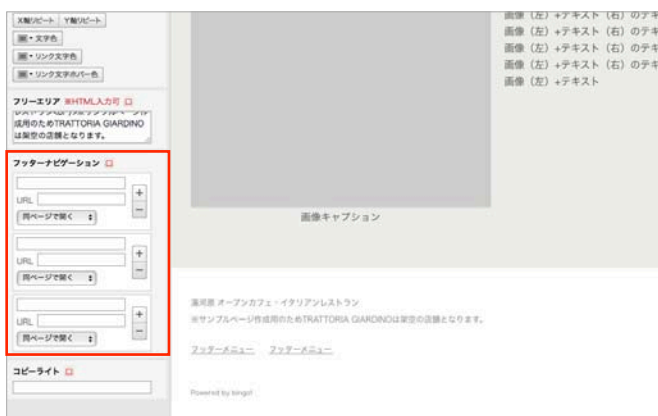 X軸リピート Y軸リピート
・文字色
・リンク文字色
・リンク文字ホバー色
フリーエリア ※HTML入力可
成用のためTRATTORIA GIARDINO
は架空の店舗となります。
フッターナビゲーション
URL
同ページで開く
URL
同ページで開く
URL
同ページで開く
コピーライト
画像（左）+テキスト（右）のテキ
画像（左）+テキスト（右）のテキ
画像（左）+テキスト（右）のテキ
画像（左）+テキスト（右）のテキ
画像（左）+テキスト
画像キャプション
湯河原 オープンカフェ・イタリアンレストラン
※サンプルページ作成用のためTRATTORIA GIARDINOは架空の店舗となります。
フッターメニュー フッターメニュー
Powered by bingo!